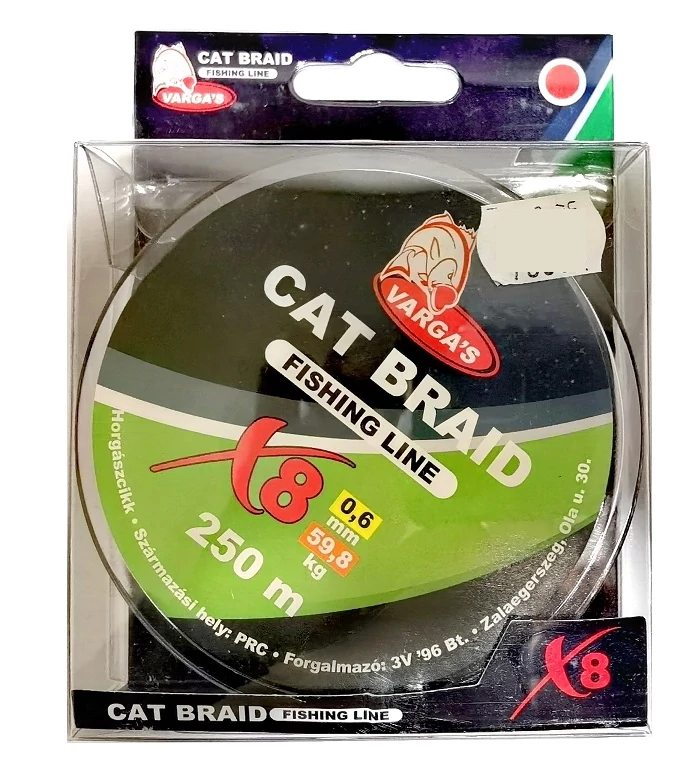 CAT BRAID
FISHING LINE
VARGA'S
VARGA'S
CAT BRAID
FISHING LINE
X8
0,6
mm
59,8
kg
250 m
Horgászcikk • Származási hely: PRC • Forgalmazó: 3V '96 Bt. • Zalaegerszeg, Ola u. 30.
X8
CAT BRAID FISHING LINE